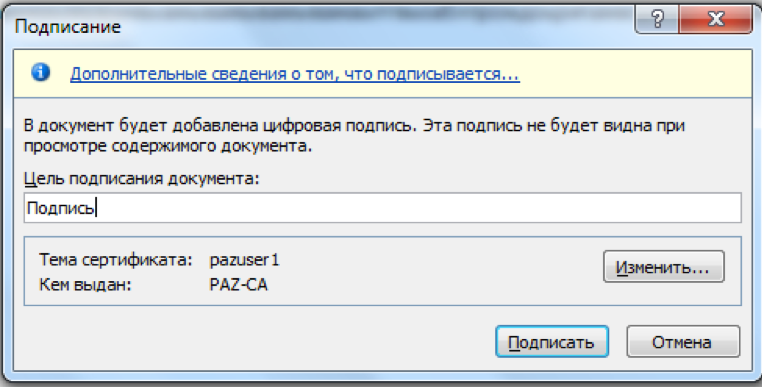 Подписание
Дополнительные сведения о том, что подписывается...
В документ будет добавлена цифровая подпись. Эта подпись не будет видна при
просмотре содержимого документа.
Цель подписания документа:
Подпись
Тема сертификата: pazuser1
Изменить...
Кем выдан: PAZ-CA
Подписать Отмена